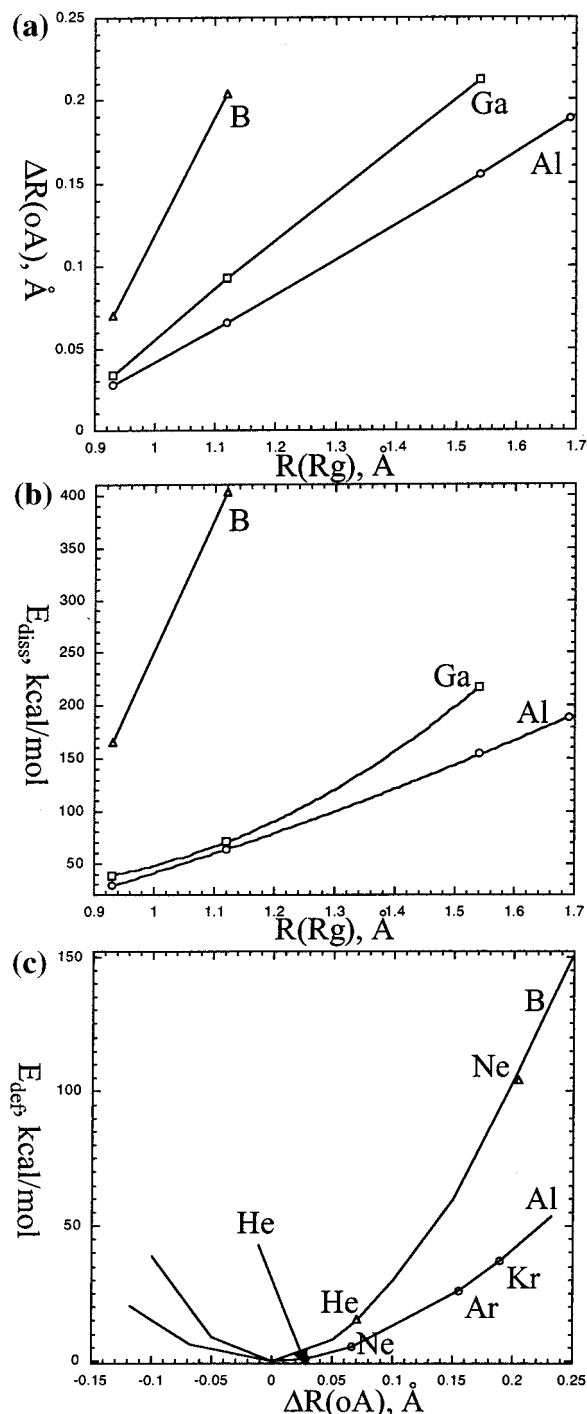 (a)
0.25
0.2
0.15
0.1
0.05
0
ΔR(oA), Å
B
Ga
Al
0.9 1 1.1 1.2 1.3 1.4 1.5 1.6 1.7
R(Rg), Å
(b)
400
350
300
250
200
150
100
50
E_diss, kcal/mol
B
Ga
Al
0.9 1 1.1 1.2 1.3 1.4 1.5 1.6 1.7
R(Rg), Å
(c)
150
100
50
0
E_def, kcal/mol
B
Ne
Al
He
He
Kr
Ne
Ar
-0.15 -0.1 -0.05 0 0.05 0.1 0.15 0.2 0.25
ΔR(oA), Å